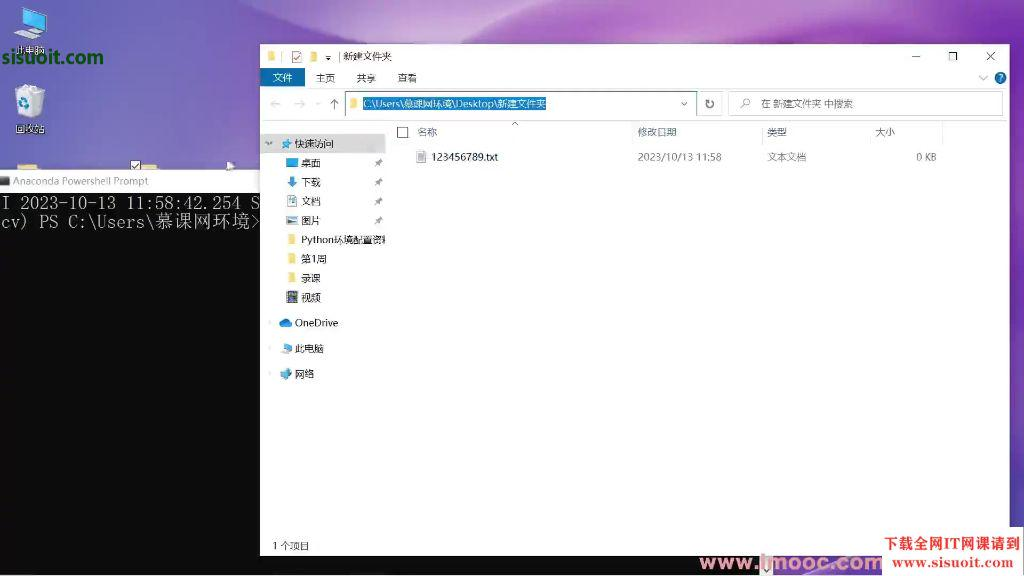 此电脑
sisuoit.com
回收站
Anaconda Powershell Prompt
I 2023-10-13 11:58:42.254 S
cv) PS C:\Users\慕课网环境>
新建文件夹
文件 主页 共享 查看
C:\Users\慕课网环境\Desktop\新建文件夹
在 新建文件夹 中搜索
名称 修改日期 类型 大小
123456789.txt 2023/10/13 11:58 文本文档 0 KB
快速访问
桌面
下载
文档
图片
Python环境配置资料
第1周
录课
视频
OneDrive
此电脑
网络
1 个项目
www.imooc.com
下载全网IT网课请到
www.sisuoit.com